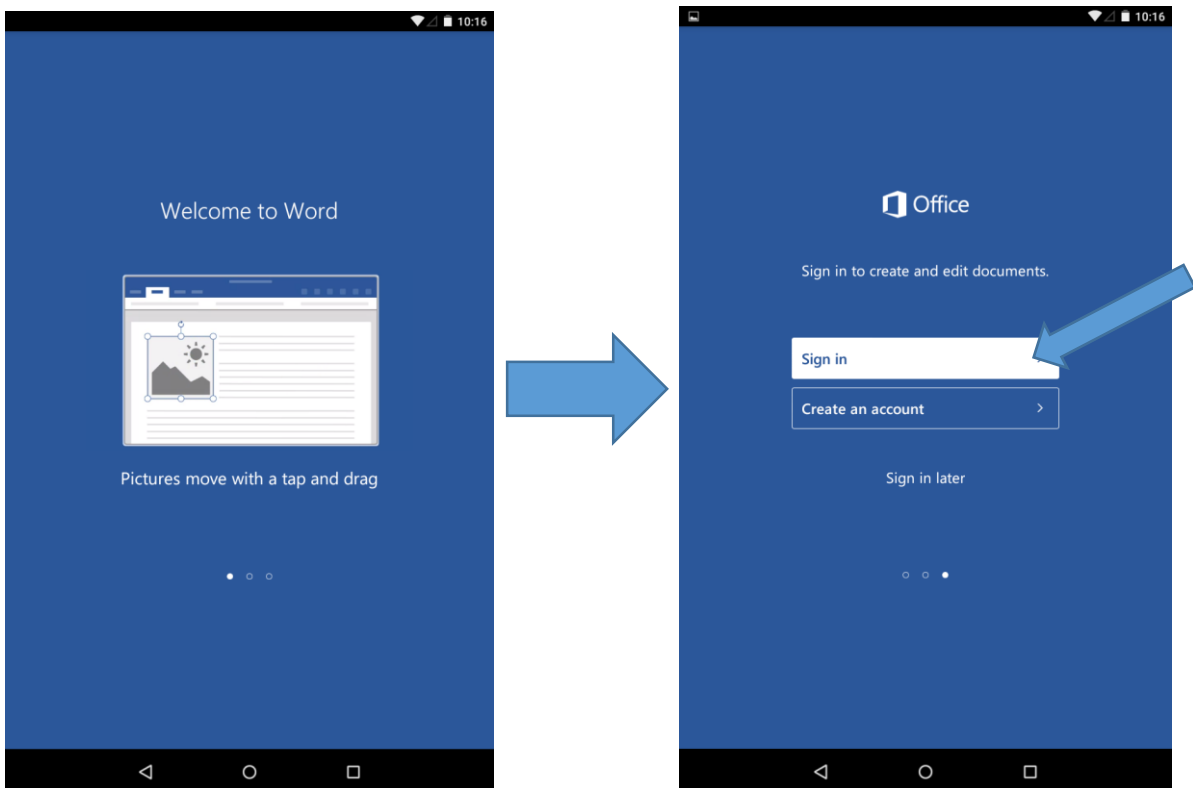 10:16
Welcome to Word
Pictures move with a tap and drag
10:16
Office
Sign in to create and edit documents.
Sign in
Create an account
Sign in later